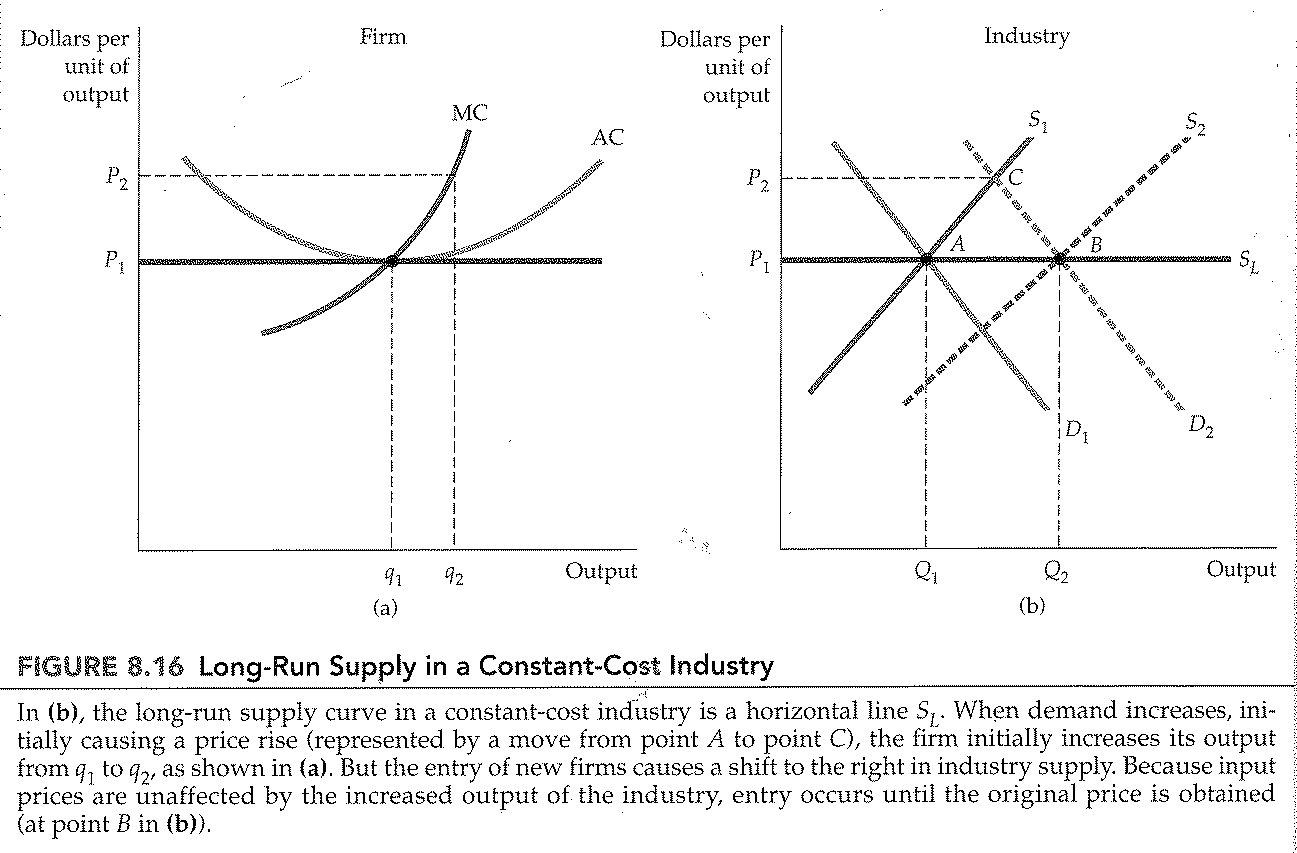 Dollars per
unit of
output
Firm
MC
AC
P2
P1
q1
q2
Output
(a)
Dollars per
unit of
output
Industry
S1
S2
P2
C
P1
A
B
SL
D1
D2
Q1
Q2
Output
(b)
FIGURE 8.16 Long-Run Supply in a Constant-Cost Industry
In (b), the long-run supply curve in a constant-cost industry is a horizontal line SL. When demand increases, ini-
tially causing a price rise (represented by a move from point A to point C), the firm initially increases its output
from q1 to q2, as shown in (a). But the entry of new firms causes a shift to the right in industry supply. Because input
prices are unaffected by the increased output of the industry, entry occurs until the original price is obtained
(at point B in (b)).